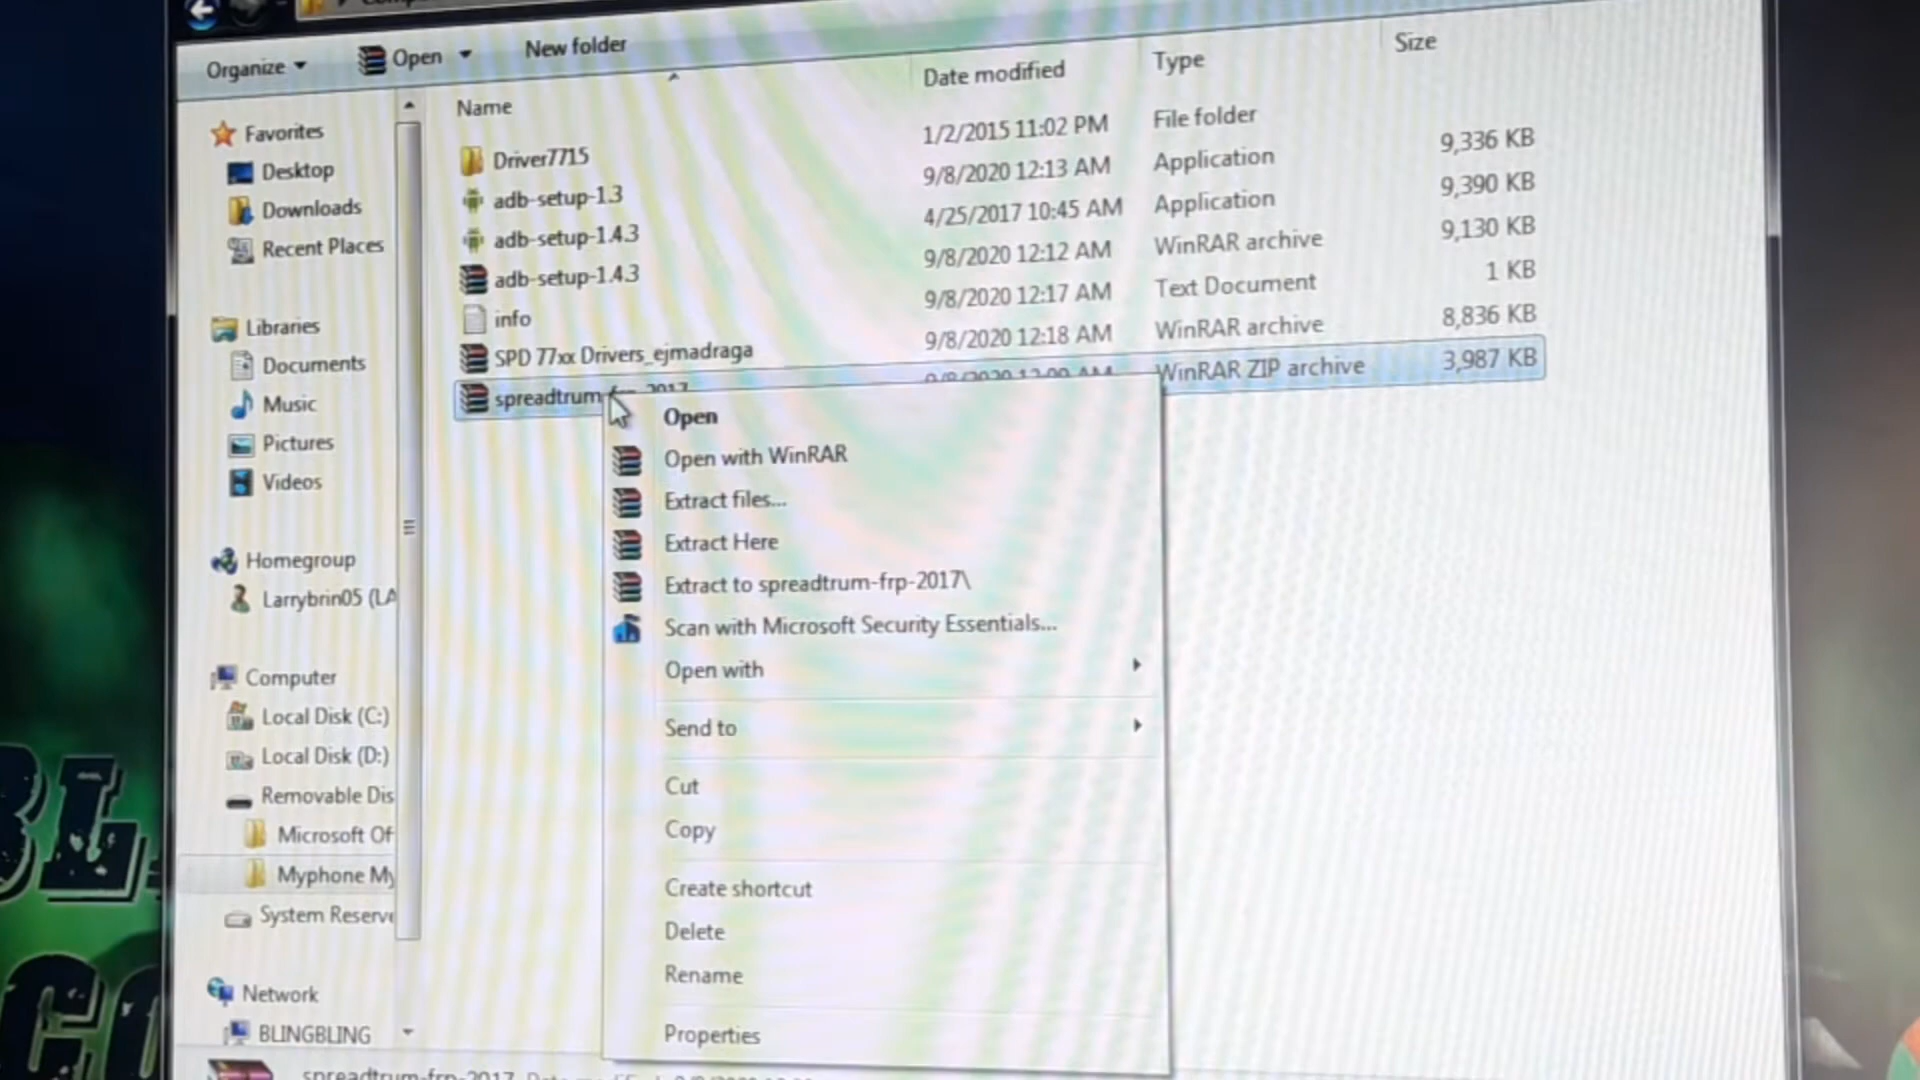 Organize
Open
New folder
Name
Date modified
Type
Size
Favorites
Desktop
Downloads
Recent Places
Libraries
Documents
Music
Pictures
Videos
Homegroup
Larrybrin05 (LA
Computer
Local Disk (C:)
Local Disk (D:)
Removable Dis
Microsoft Of
Myphone My
System Reserve
Network
BLINGBLING
Driver7715
1/2/2015 11:02 PM
File folder
adb-setup-1.3
9/8/2020 12:13 AM
Application
9,336 KB
adb-setup-1.4.3
4/25/2017 10:45 AM
Application
9,390 KB
adb-setup-1.4.3
9/8/2020 12:12 AM
WinRAR archive
9,130 KB
info
9/8/2020 12:17 AM
Text Document
1 KB
SPD 77xx Drivers_ejmadraga
9/8/2020 12:18 AM
WinRAR archive
8,836 KB
spreadtrum-frp-2017
9/8/2020 12:09 AM
WinRAR ZIP archive
3,987 KB
Open
Open with WinRAR
Extract files...
Extract Here
Extract to spreadtrum-frp-2017\
Scan with Microsoft Security Essentials...
Open with
Send to
Cut
Copy
Create shortcut
Delete
Rename
Properties
spreadtrum-frp-2017